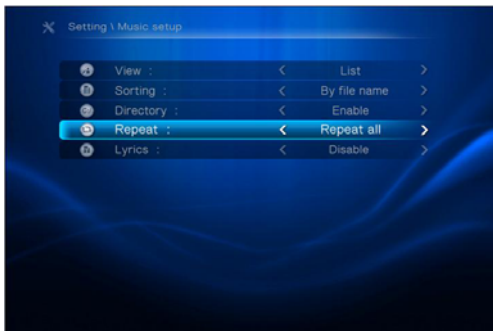 Setting \ Music setup
View : < List >
Sorting : < By file name >
Directory : < Enable >
Repeat : < Repeat all >
Lyrics : < Disable >